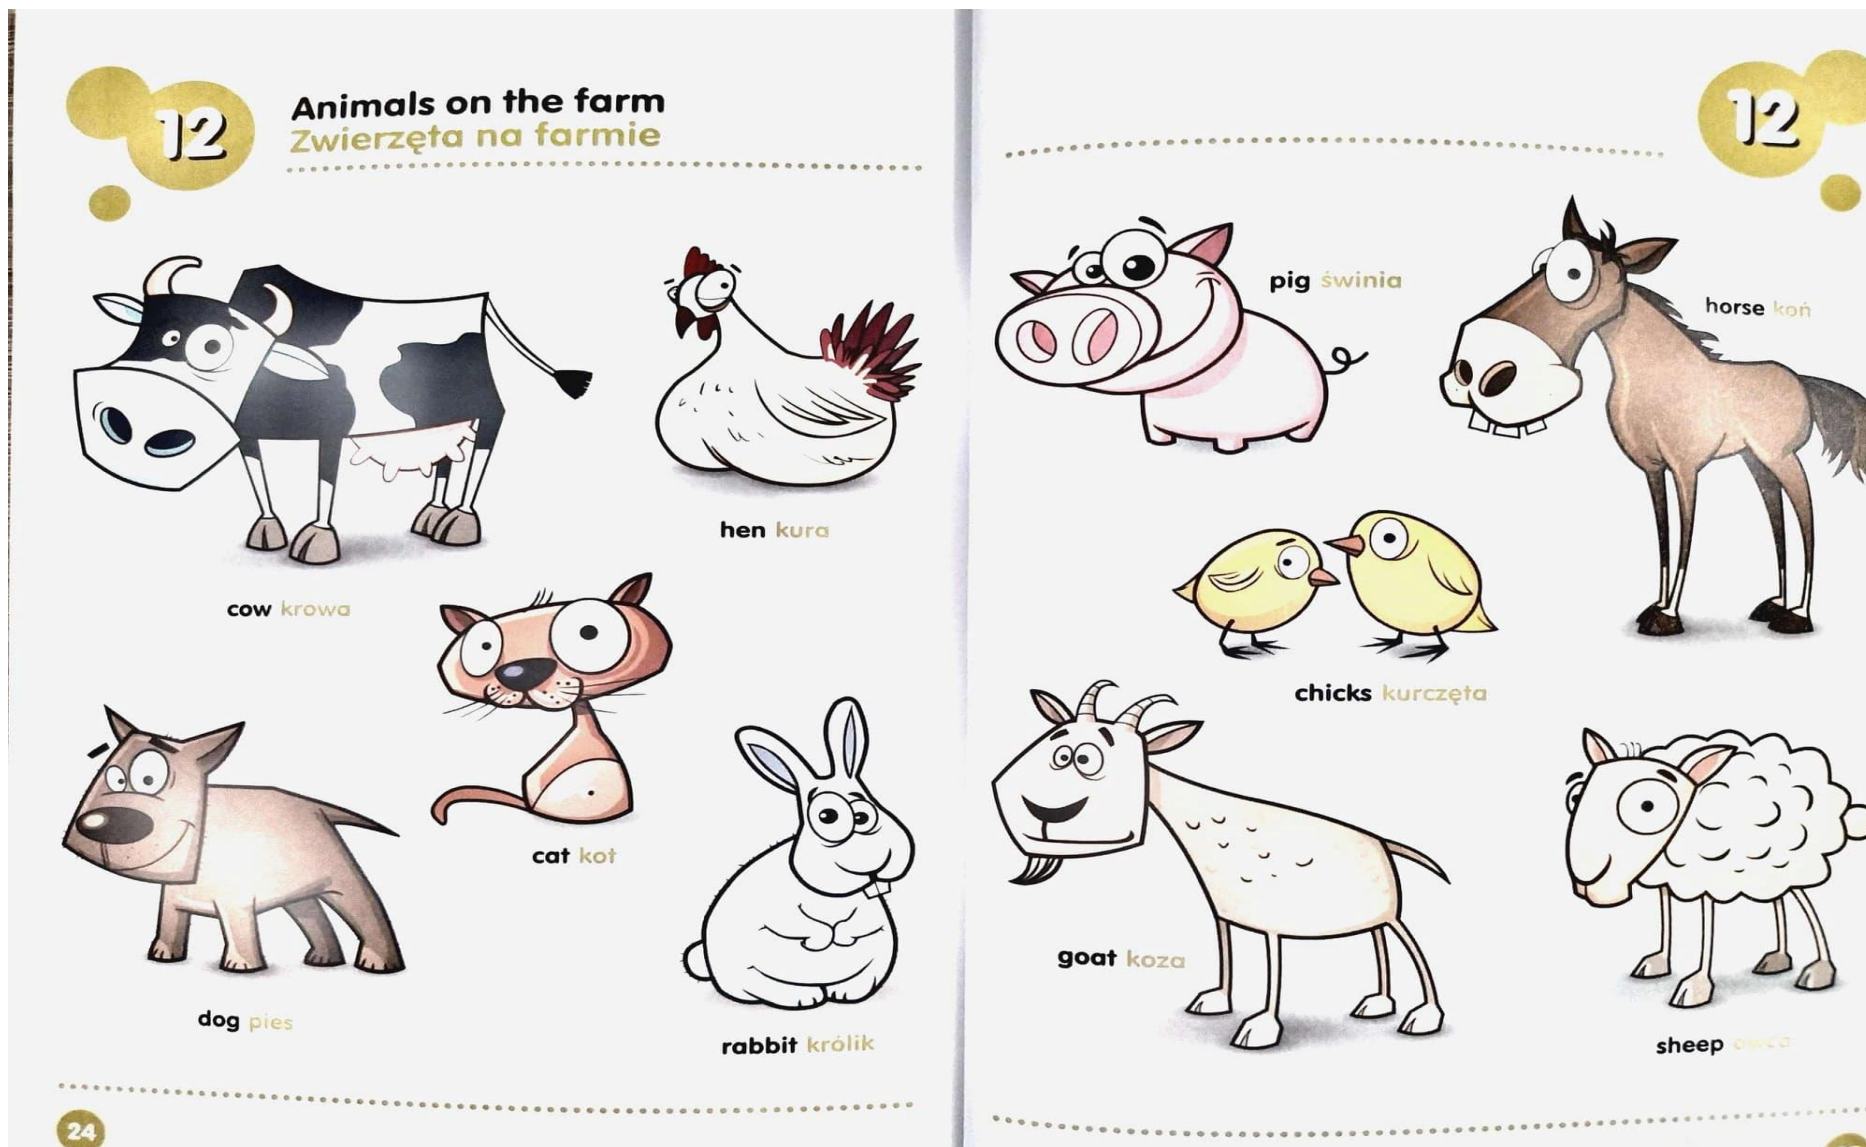 12
Animals on the farm
Zwierzęta na farmie
hen kura
cow krowa
cat kot
dog pies
rabbit królik
24
12
pig świnia
horse koń
chicks kurczęta
goat koza
sheep owca